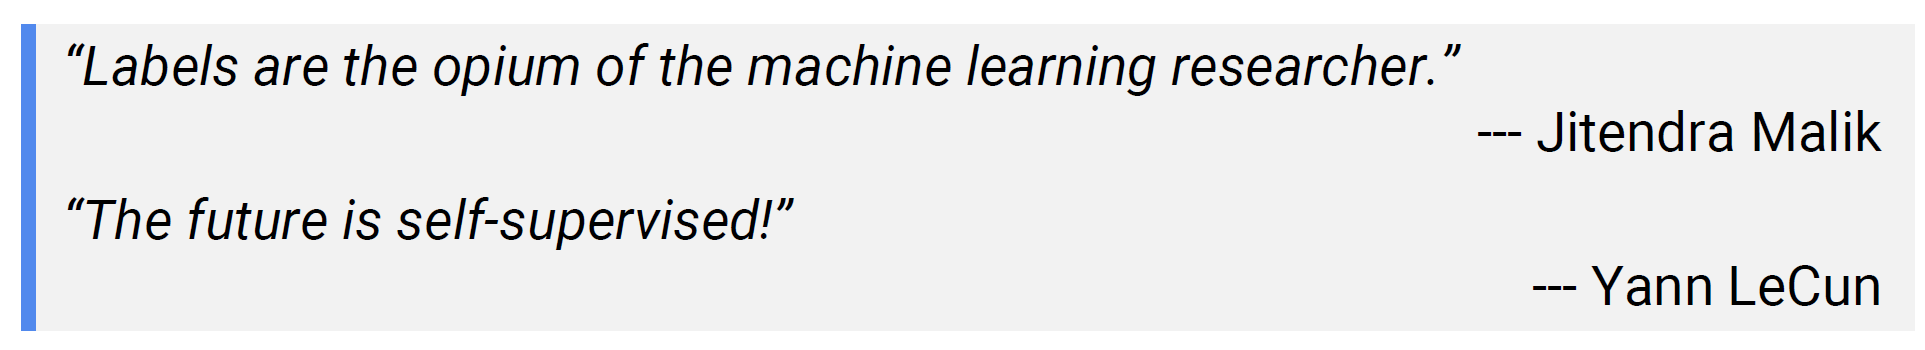 “Labels are the opium of the machine learning researcher.”
--- Jitendra Malik
“The future is self-supervised!”
--- Yann LeCun